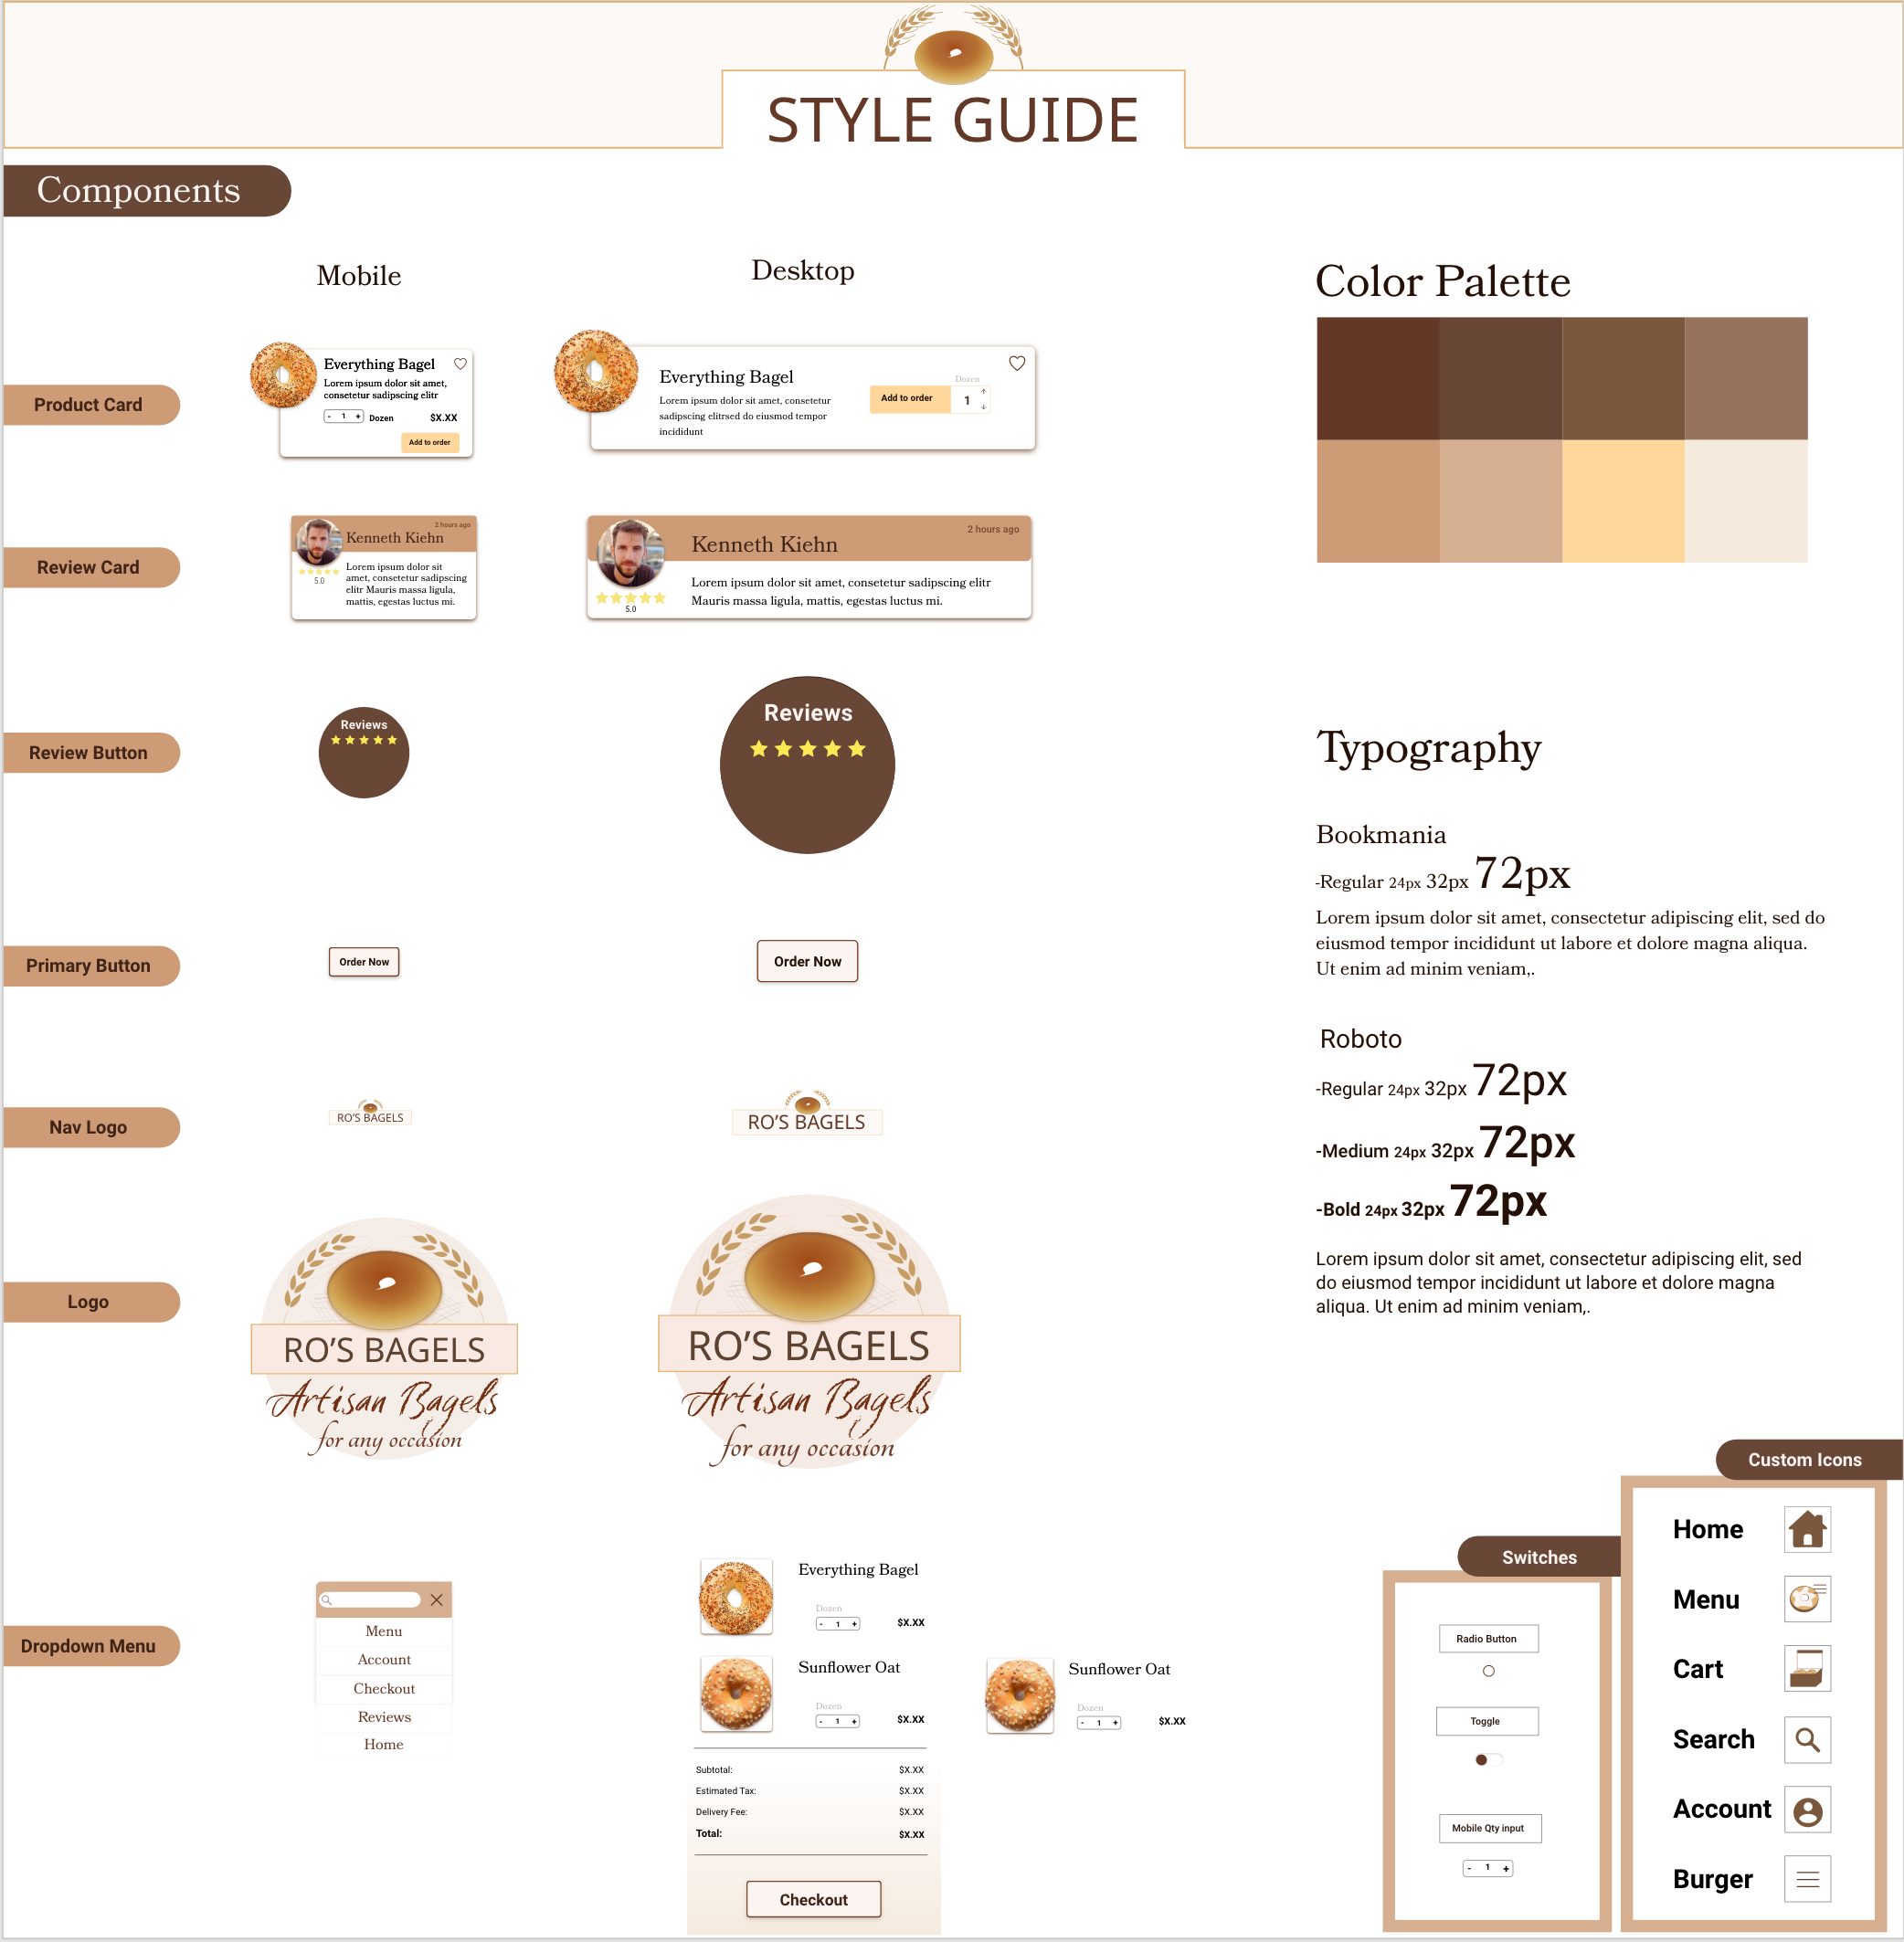 STYLE GUIDE
Components
Mobile
Desktop
Product Card
Everything Bagel
Lorem ipsum dolor sit amet,
consetetur sadipscing elitr
- 1 + Dozen $X.XX
Add to order
Everything Bagel
Lorem ipsum dolor sit amet, consetetur
sadipscing elitrsed do eiusmod tempor
incididunt
Dozen
Add to order 1
Review Card
2 hours ago
Kenneth Kiehn
5.0
Lorem ipsum dolor sit
amet, consetetur sadipscing
elitr Mauris massa ligula,
mattis, egestas luctus mi.
2 hours ago
Kenneth Kiehn
Lorem ipsum dolor sit amet, consetetur sadipscing elitr
Mauris massa ligula, mattis, egestas luctus mi.
5.0
Review Button
Reviews
Reviews
Primary Button
Order Now
Order Now
Nav Logo
RO'S BAGELS
RO'S BAGELS
Logo
RO'S BAGELS
Artisan Bagels
for any occasion
RO'S BAGELS
Artisan Bagels
for any occasion
Dropdown Menu
Menu
Account
Checkout
Reviews
Home
Everything Bagel
Dozen
- 1 + $X.XX
Sunflower Oat
Dozen
- 1 + $X.XX
Subtotal: $X.XX
Estimated Tax: $X.XX
Delivery Fee: $X.XX
Total: $X.XX
Checkout
Sunflower Oat
Dozen
- 1 + $X.XX
Color Palette
Typography
Bookmania
-Regular 24px 32px 72px
Lorem ipsum dolor sit amet, consectetur adipiscing elit, sed do
eiusmod tempor incididunt ut labore et dolore magna aliqua.
Ut enim ad minim veniam,.
Roboto
-Regular 24px 32px 72px
-Medium 24px 32px 72px
-Bold 24px 32px 72px
Lorem ipsum dolor sit amet, consectetur adipiscing elit, sed
do eiusmod tempor incididunt ut labore et dolore magna
aliqua. Ut enim ad minim veniam,.
Switches
Radio Button
Toggle
Mobile Qty input
- 1 +
Custom Icons
Home
Menu
Cart
Search
Account
Burger